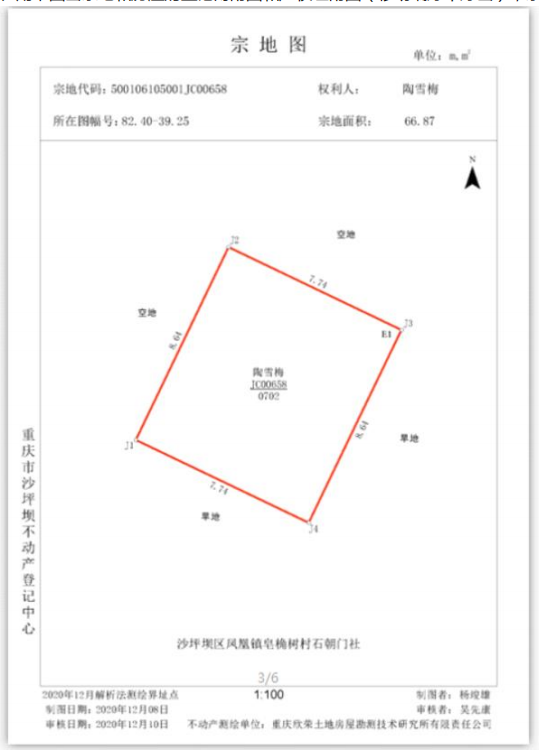 宗地图
单位：m,m²
宗地代码：500106105001JC00658 权利人： 陶雪梅
所在图幅号：82.40-39.25 宗地面积： 66.87
N
J2
空地
7.74
J3
E1
空地
8.64
陶雪梅
JC00658
0702
8.64
旱地
J1
7.74
旱地
J4
重庆市沙坪坝不动产登记中心
沙坪坝区凤凰镇皂桷树村石朝门社
3/6
2020年12月解析法测绘界址点 1:100 制图者：杨竣雄
制图日期：2020年12月08日 审核者：吴先康
审核日期：2020年12月10日 不动产测绘单位：重庆欣荣土地房屋勘测技术研究所有限责任公司